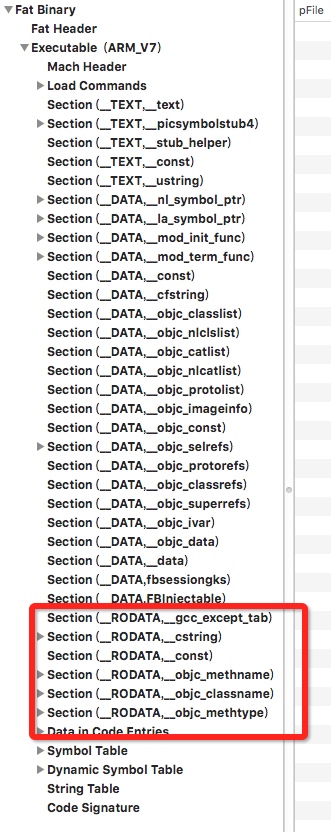 Fat Binary
pFile
Fat Header
Executable (ARM_V7)
Mach Header
Load Commands
Section (__TEXT,__text)
Section (__TEXT,__picsymbolstub4)
Section (__TEXT,__stub_helper)
Section (__TEXT,__const)
Section (__TEXT,__ustring)
Section (__DATA,__nl_symbol_ptr)
Section (__DATA,__la_symbol_ptr)
Section (__DATA,__mod_init_func)
Section (__DATA,__mod_term_func)
Section (__DATA,__const)
Section (__DATA,__cfstring)
Section (__DATA,__objc_classlist)
Section (__DATA,__objc_nlclslist)
Section (__DATA,__objc_catlist)
Section (__DATA,__objc_nlcatlist)
Section (__DATA,__objc_protolist)
Section (__DATA,__objc_imageinfo)
Section (__DATA,__objc_const)
Section (__DATA,__objc_selrefs)
Section (__DATA,__objc_protorefs)
Section (__DATA,__objc_classrefs)
Section (__DATA,__objc_superrefs)
Section (__DATA,__objc_ivar)
Section (__DATA,__objc_data)
Section (__DATA,__data)
Section (__DATA,fbsessiongks)
Section (__DATA,FBInjectable)
Section (__RODATA,__gcc_except_tab)
Section (__RODATA,__cstring)
Section (__RODATA,__const)
Section (__RODATA,__objc_methname)
Section (__RODATA,__objc_classname)
Section (__RODATA,__objc_methtype)
Data in Code Entries
Symbol Table
Dynamic Symbol Table
String Table
Code Signature